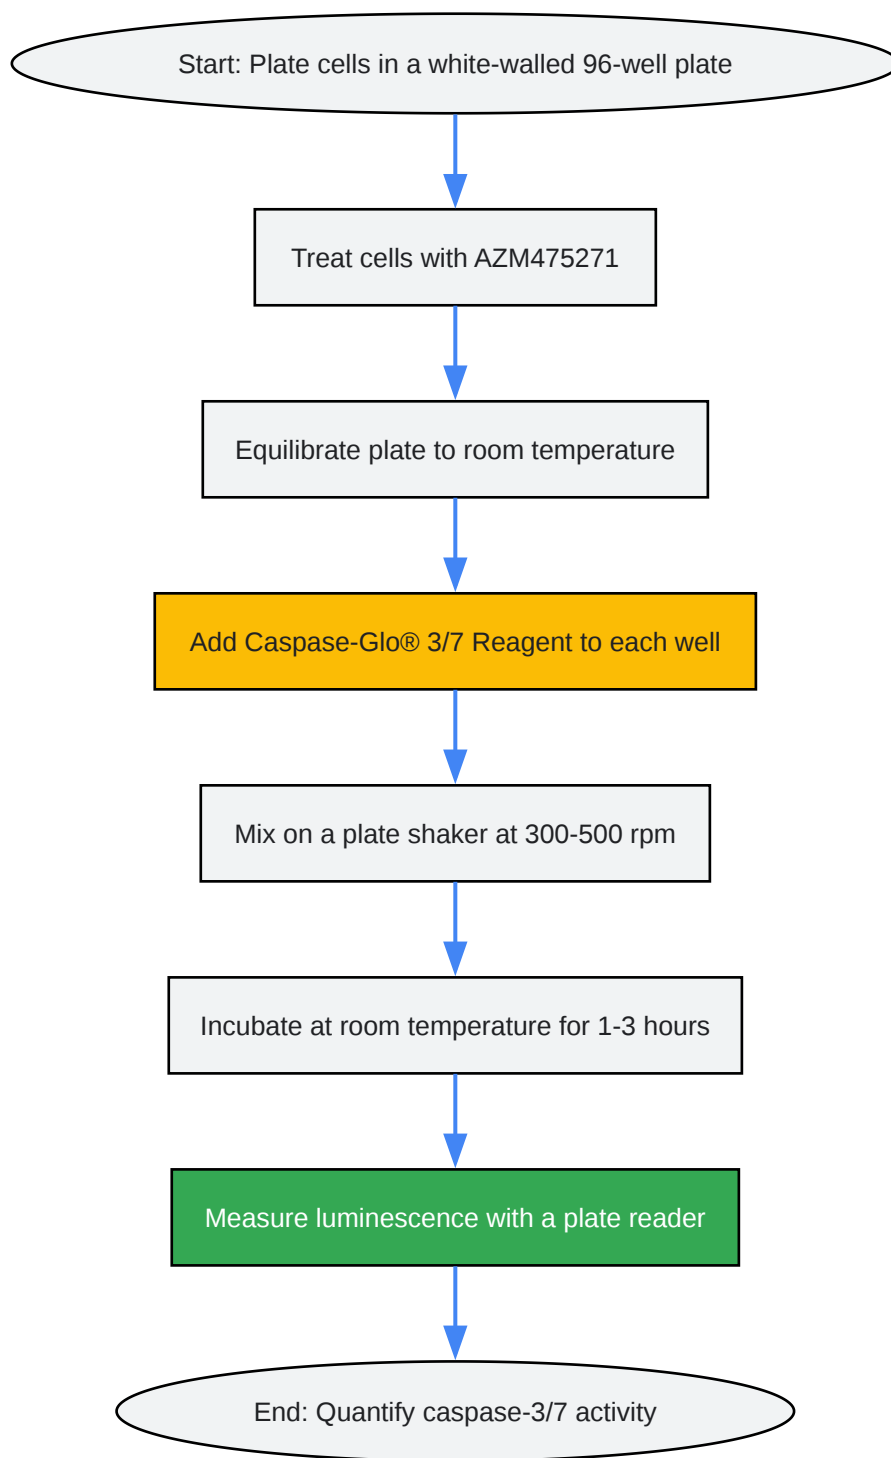 Start: Plate cells in a white-walled 96-well plate
Treat cells with AZM475271
Equilibrate plate to room temperature
Add Caspase-Glo® 3/7 Reagent to each well
Mix on a plate shaker at 300-500 rpm
Incubate at room temperature for 1-3 hours
Measure luminescence with a plate reader
End: Quantify caspase-3/7 activity